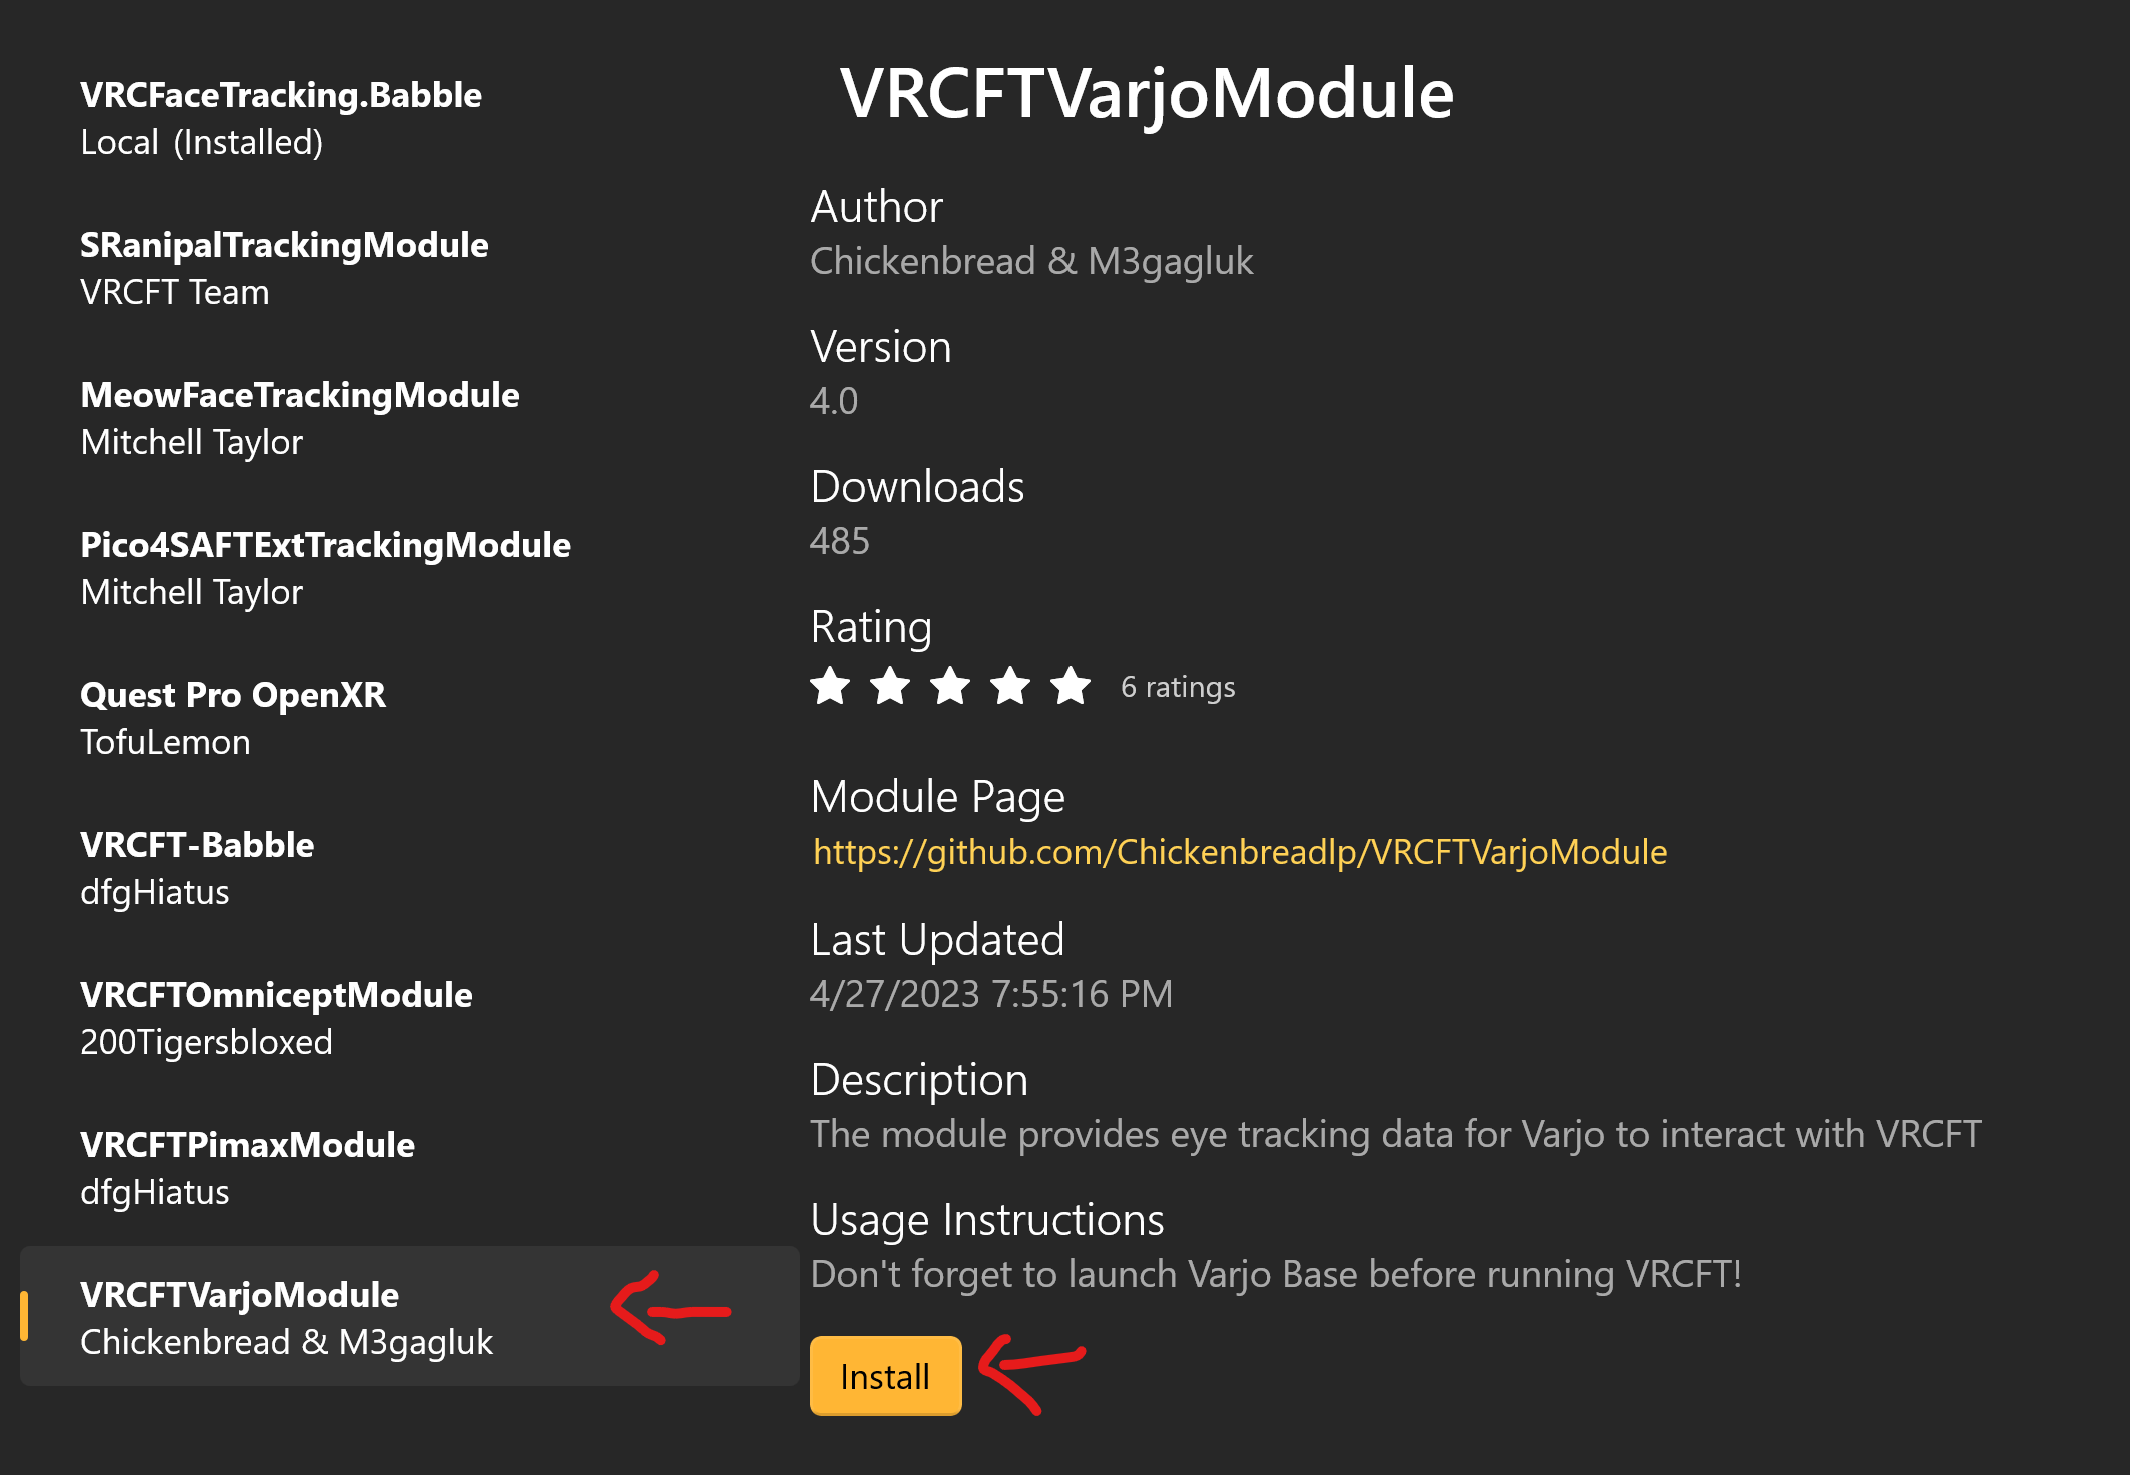 VRCFaceTracking.Babble
Local (Installed)
SRanipalTrackingModule
VRCFT Team
MeowFaceTrackingModule
Mitchell Taylor
Pico4SAFTExtTrackingModule
Mitchell Taylor
Quest Pro OpenXR
TofuLemon
VRCFT-Babble
dfgHiatus
VRCFTOmniceptModule
200Tigersbloxed
VRCFTPimaxModule
dfgHiatus
VRCFTVarjoModule
Chickenbread & M3gagluk
VRCFTVarjoModule
Author
Chickenbread & M3gagluk
Version
4.0
Downloads
485
Rating
6 ratings
Module Page
https://github.com/Chickenbreadlp/VRCFTVarjoModule
Last Updated
4/27/2023 7:55:16 PM
Description
The module provides eye tracking data for Varjo to interact with VRCFT
Usage Instructions
Don't forget to launch Varjo Base before running VRCFT!
Install